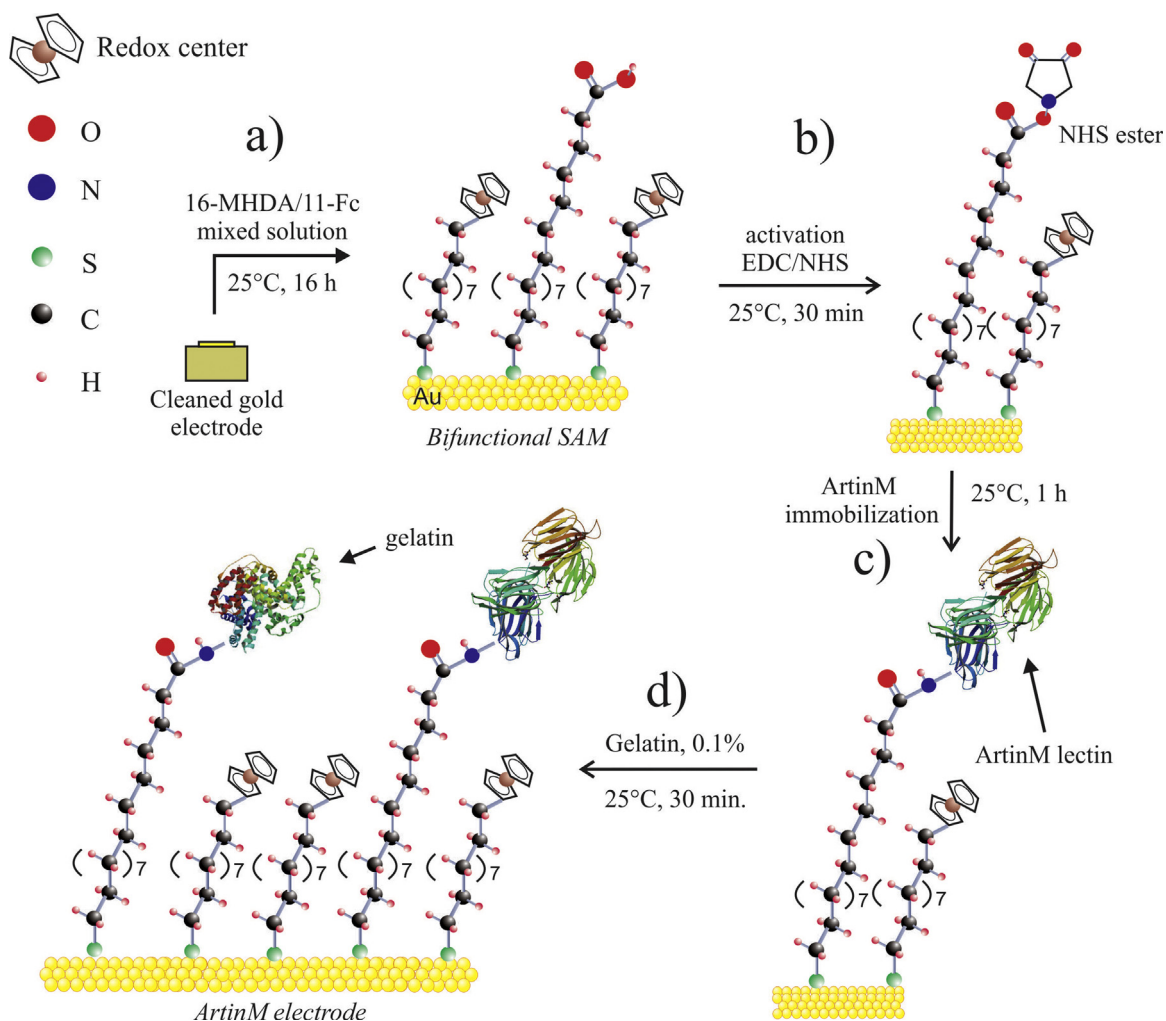 Redox center
O
N
S
C
H
a)
16-MHDA/11-Fc
mixed solution
25°C, 16 h
Cleaned gold
electrode
( )7 ( )7 ( )7
Au
Bifunctional SAM
b)
activation
EDC/NHS
25°C, 30 min
NHS ester
( )7 ( )7
ArtinM
immobilization
25°C, 1 h
c)
ArtinM lectin
( )7 ( )7
d)
Gelatin, 0.1%
25°C, 30 min.
gelatin
H
H
( )7 ( )7 ( )7 ( )7 ( )7
ArtinM electrode